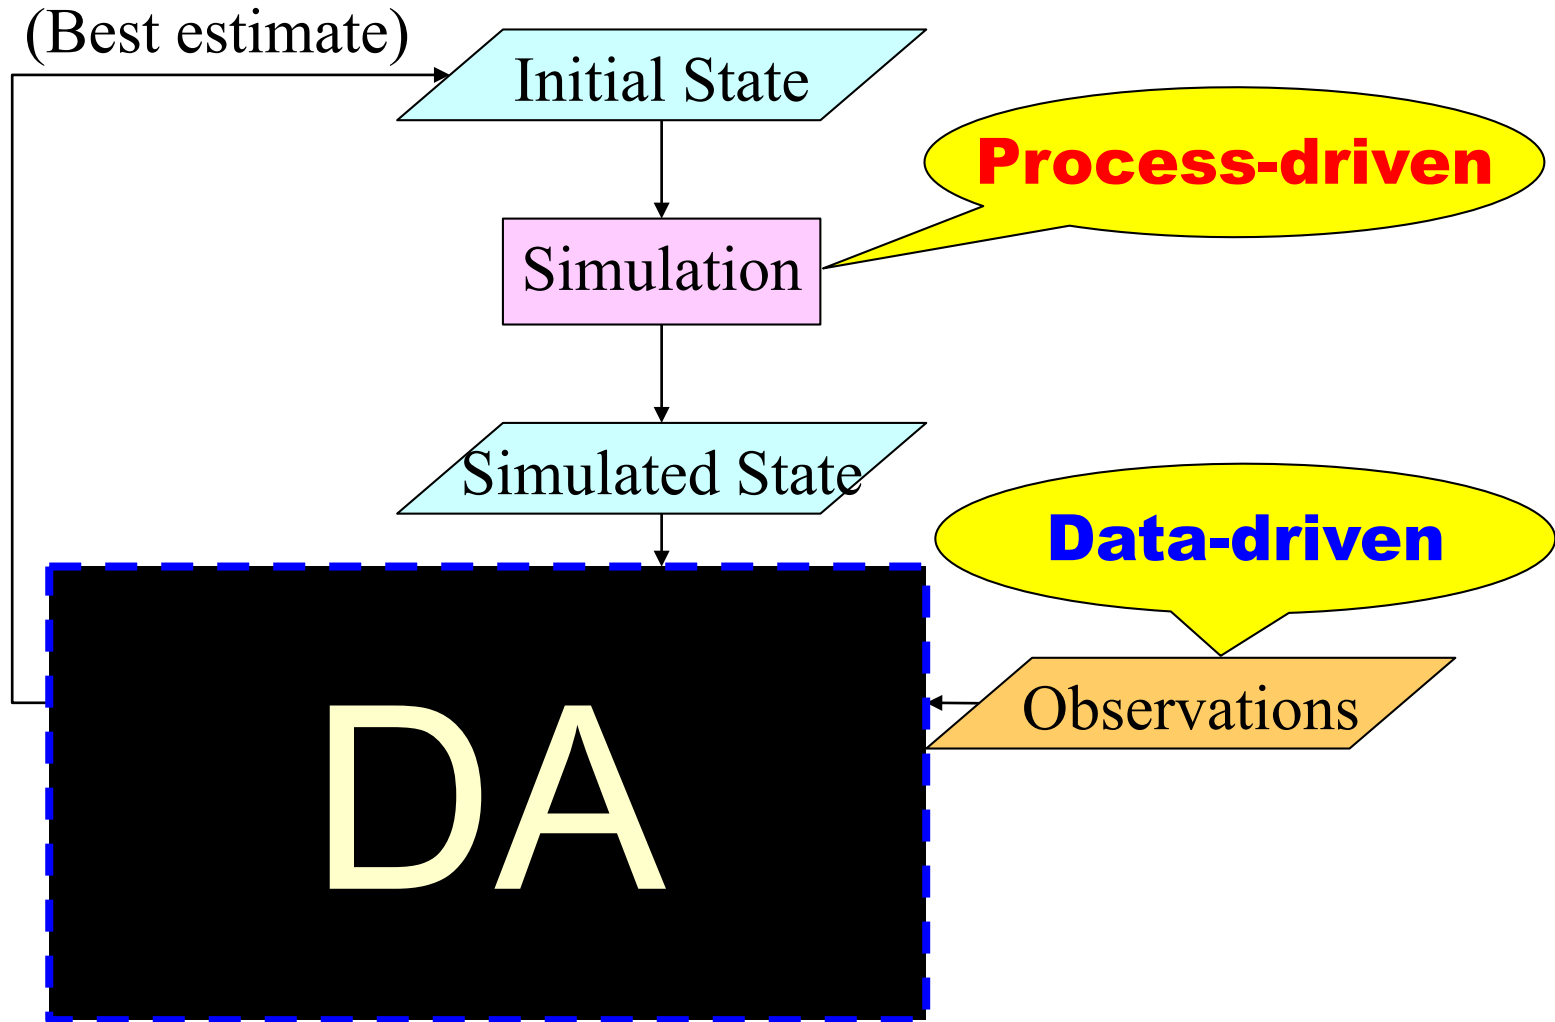 (Best estimate)
Initial State
Process-driven
Simulation
Simulated State
Data-driven
Observations
DA